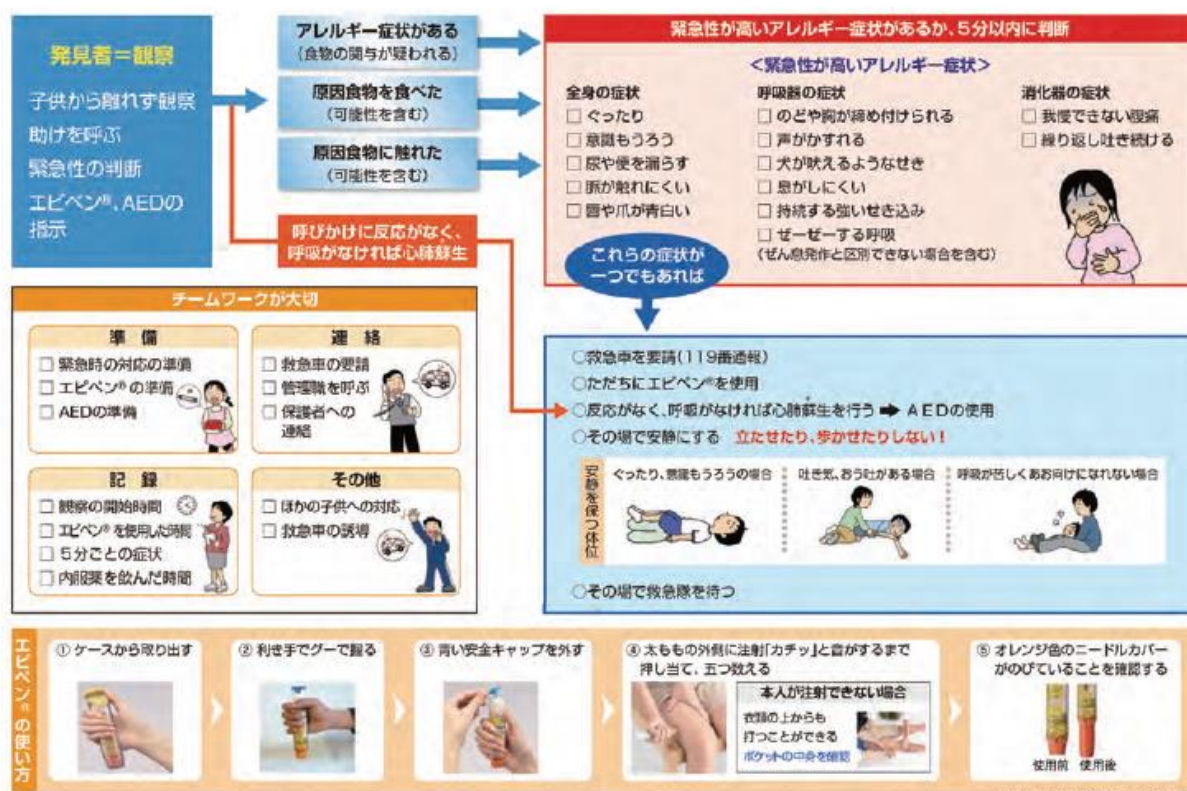 発見者＝観察
子供から離れず観察
助けを呼ぶ
緊急性の判断
エピペン®、AEDの
指示
アレルギー症状がある
(食物の関与が疑われる)
原因食物を食べた
(可能性を含む)
原因食物に触れた
(可能性を含む)
呼びかけに反応がなく、
呼吸がなければ心肺蘇生
緊急性が高いアレルギー症状があるか、5分以内に判断
＜緊急性が高いアレルギー症状＞
全身の症状
□ ぐったり
□ 意識もうろう
□ 尿や便を漏らす
□ 脈が触れにくい
□ 唇や爪が青白い
呼吸器の症状
□ のどや胸が締め付けられる
□ 声がかすれる
□ 犬が吠えるようなせき
□ 息がしにくい
□ 持続する強いせき込み
□ ぜーぜーする呼吸
(ぜん息発作と区別できない場合を含む)
消化器の症状
□ 我慢できない腹痛
□ 繰り返し吐き続ける
これらの症状が
一つでもあれば
チームワークが大切
準備
□ 緊急時の対応の準備
□ エピペン®の準備
□ AEDの準備
連絡
□ 救急車の要請
□ 管理職を呼ぶ
□ 保護者への
連絡
記録
□ 観察の開始時間
□ エピペン®を使用した時間
□ 5分ごとの症状
□ 内服薬を飲んだ時間
その他
□ ほかの子供への対応
□ 救急車の誘導
○救急車を要請(119番通報)
○ただちにエピペン®を使用
○反応がなく、呼吸がなければ心肺蘇生を行う ➡ AEDの使用
○その場で安静にする 立たせたり、歩かせたりしない！
安静を保つ体位
ぐったり、意識もうろうの場合
吐き気、おう吐がある場合
呼吸が苦しくあお向けになれない場合
○その場で救急隊を待つ
エピペン®の使い方
① ケースから取り出す
② 利き手でグーで握る
③ 青い安全キャップを外す
④ 太ももの外側に注射「カチッ」と音がするまで
押し当て、五つ数える
本人が注射できない場合
衣類の上からも
打つことができる
ポケットの中身を確認
⑤ オレンジ色のニードルカバー
がのびていることを確認する
使用前 使用後